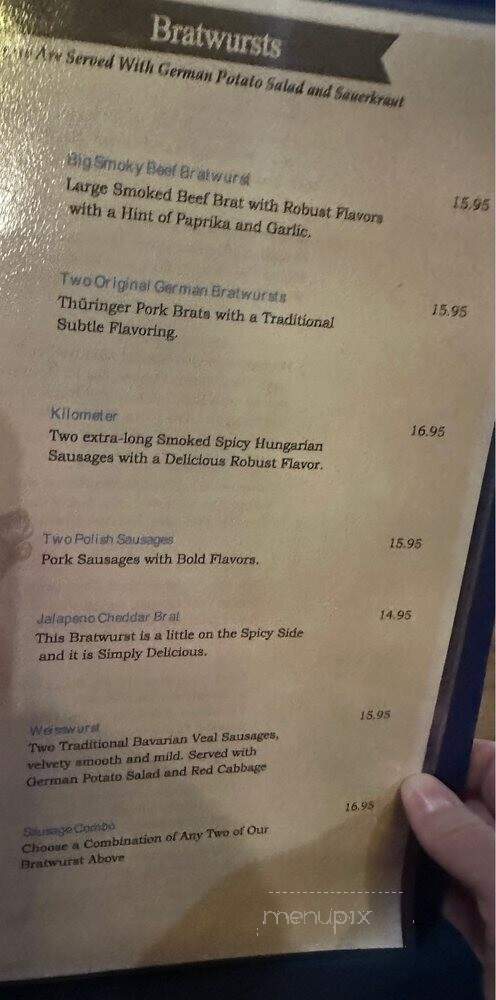 Bratwursts
Are Served With German Potato Salad and Sauerkraut
Big Smoky Beef Bratwurst
15.95
Large Smoked Beef Brat with Robust Flavors
with a Hint of Paprika and Garlic.
Two Original German Bratwursts
15.95
Thüringer Pork Brats with a Traditional
Subtle Flavoring.
Kilometer
16.95
Two extra-long Smoked Spicy Hungarian
Sausages with a Delicious Robust Flavor.
Two Polish Sausages
15.95
Pork Sausages with Bold Flavors.
Jalapeno Cheddar Brat
14.95
This Bratwurst is a little on the Spicy Side
and it is Simply Delicious.
Weisswurst
15.95
Two Traditional Bavarian Veal Sausages,
velvety smooth and mild. Served with
German Potato Salad and Red Cabbage
Sausage Combo
16.95
Choose a Combination of Any Two of Our
Bratwurst Above
menupix